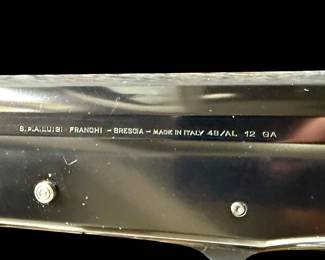 S.P.A. LUIGI FRANCHI - BRESCIA - MADE IN ITALY 48/AL 12 GA